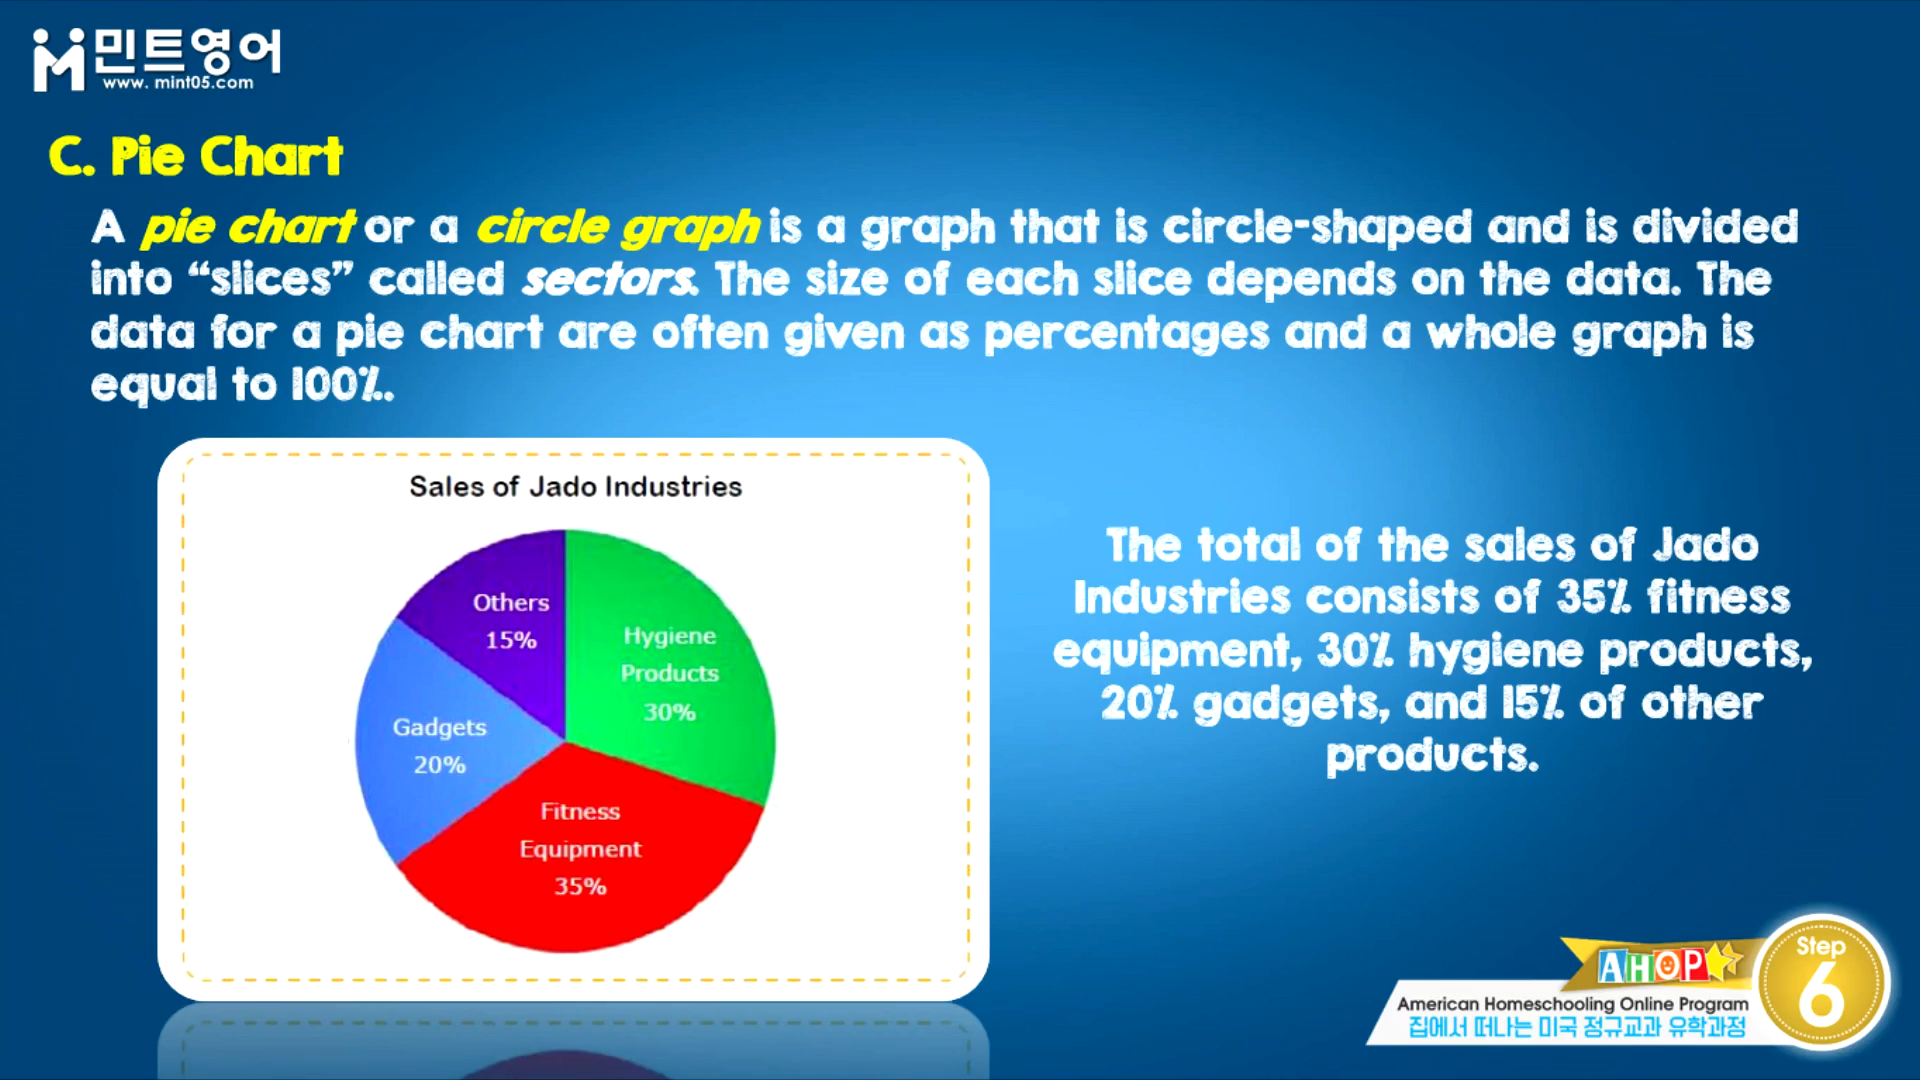 민트영어
www. mint05.com
C. Pie Chart
A pie chart or a circle graph is a graph that is circle-shaped and is divided
into “slices” called sectors. The size of each slice depends on the data. The
data for a pie chart are often given as percentages and a whole graph is
equal to 100%.
Sales of Jado Industries
Others
15%
Hygiene
Products
30%
Gadgets
20%
Fitness
Equipment
35%
The total of the sales of Jado
Industries consists of 35% fitness
equipment, 30% hygiene products,
20% gadgets, and 15% of other
products.
AHOP
Step
6
American Homeschooling Online Program
집에서 떠나는 미국 정규교과 유학과정